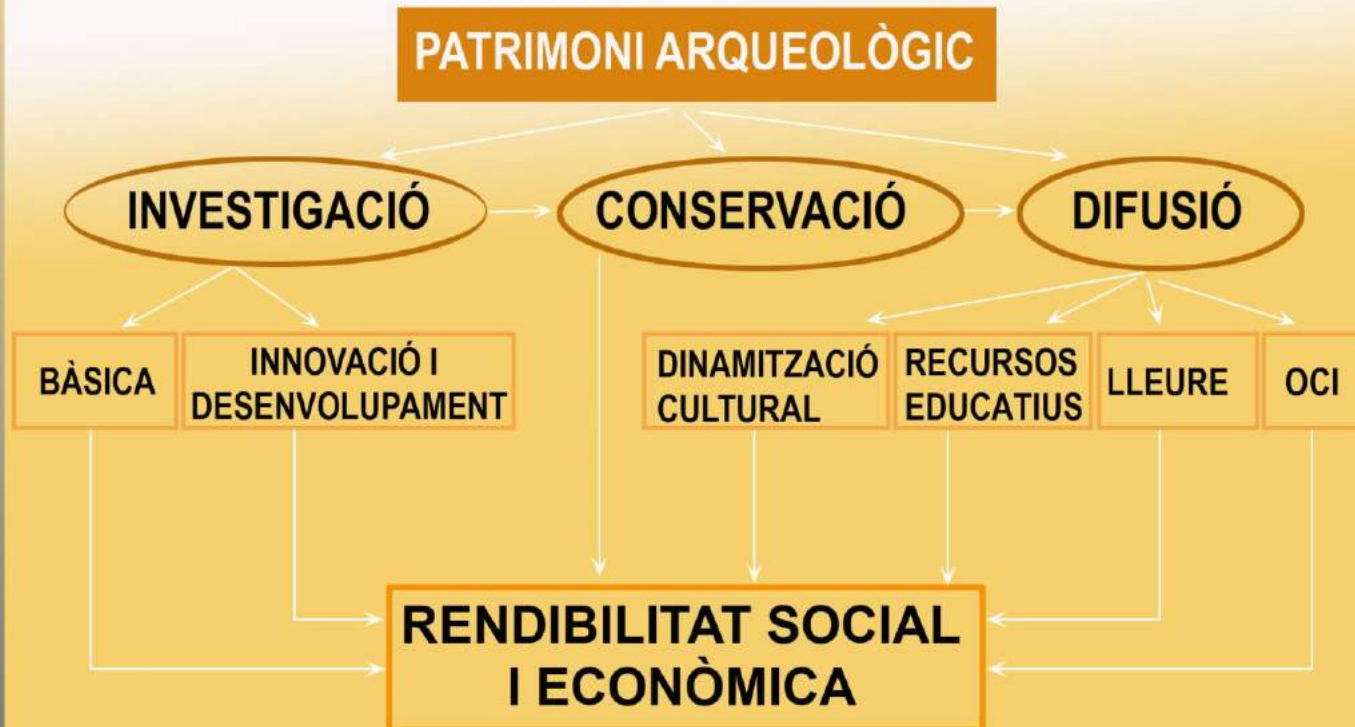 PATRIMONI ARQUEOLÒGIC
INVESTIGACIÓ
CONSERVACIÓ
DIFUSIÓ
BÀSICA
INNOVACIÓ I
DESENVOLUPAMENT
DINAMITZACIÓ
CULTURAL
RECURSOS
EDUCATIUS
LLEURE
OCI
RENDIBILITAT SOCIAL
I ECONÒMICA